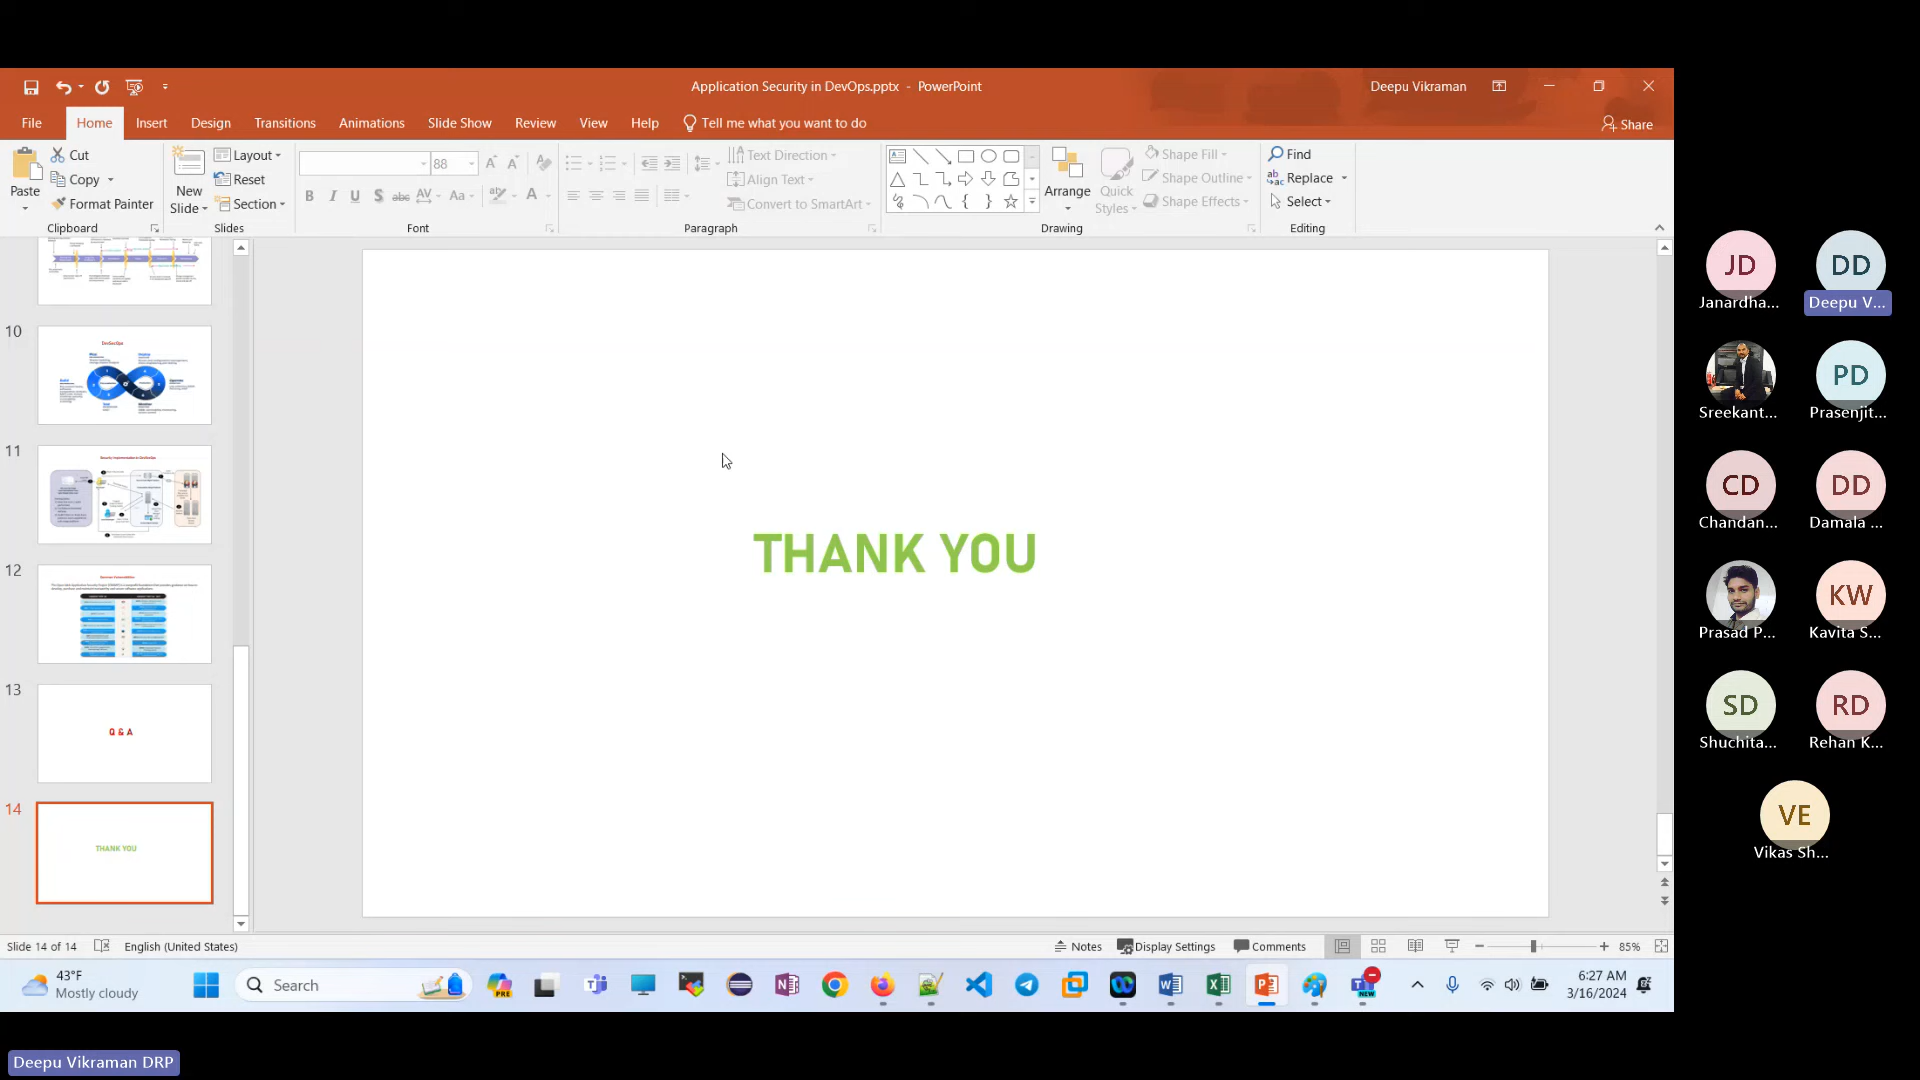 Application Security in DevOps.pptx - PowerPoint
Deepu Vikraman
File
Home
Insert
Design
Transitions
Animations
Slide Show
Review
View
Help
Tell me what you want to do
Share
Paste
Cut
Copy
Format Painter
Clipboard
New
Slide
Layout
Reset
Section
Slides
88
Font
Text Direction
Align Text
Convert to SmartArt
Paragraph
Arrange
Quick
Styles
Shape Fill
Shape Outline
Shape Effects
Drawing
Find
Replace
Select
Editing
10
DevSecOps
11
Security Implementation in DevSecOps
12
13
Q & A
14
THANK YOU
THANK YOU
JD
Janardha...
DD
Deepu V...
Sreekant...
PD
Prasenjit...
CD
Chandan...
DD
Damala ...
Prasad P...
KW
Kavita S...
SD
Shuchita...
RD
Rehan K...
VE
Vikas Sh...
Slide 14 of 14
English (United States)
Notes
Display Settings
Comments
85%
43°F
Mostly cloudy
Search
6:27 AM
3/16/2024
Deepu Vikraman DRP